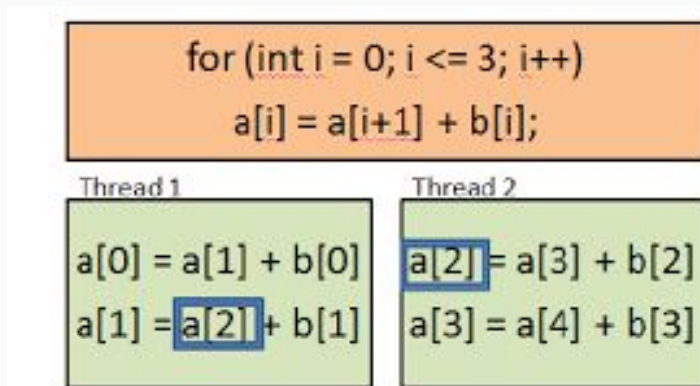 for (int i = 0; i <= 3; i++)
a[i] = a[i+1] + b[i];
Thread 1
a[0] = a[1] + b[0]
a[1] = a[2] + b[1]
Thread 2
a[2] = a[3] + b[2]
a[3] = a[4] + b[3]